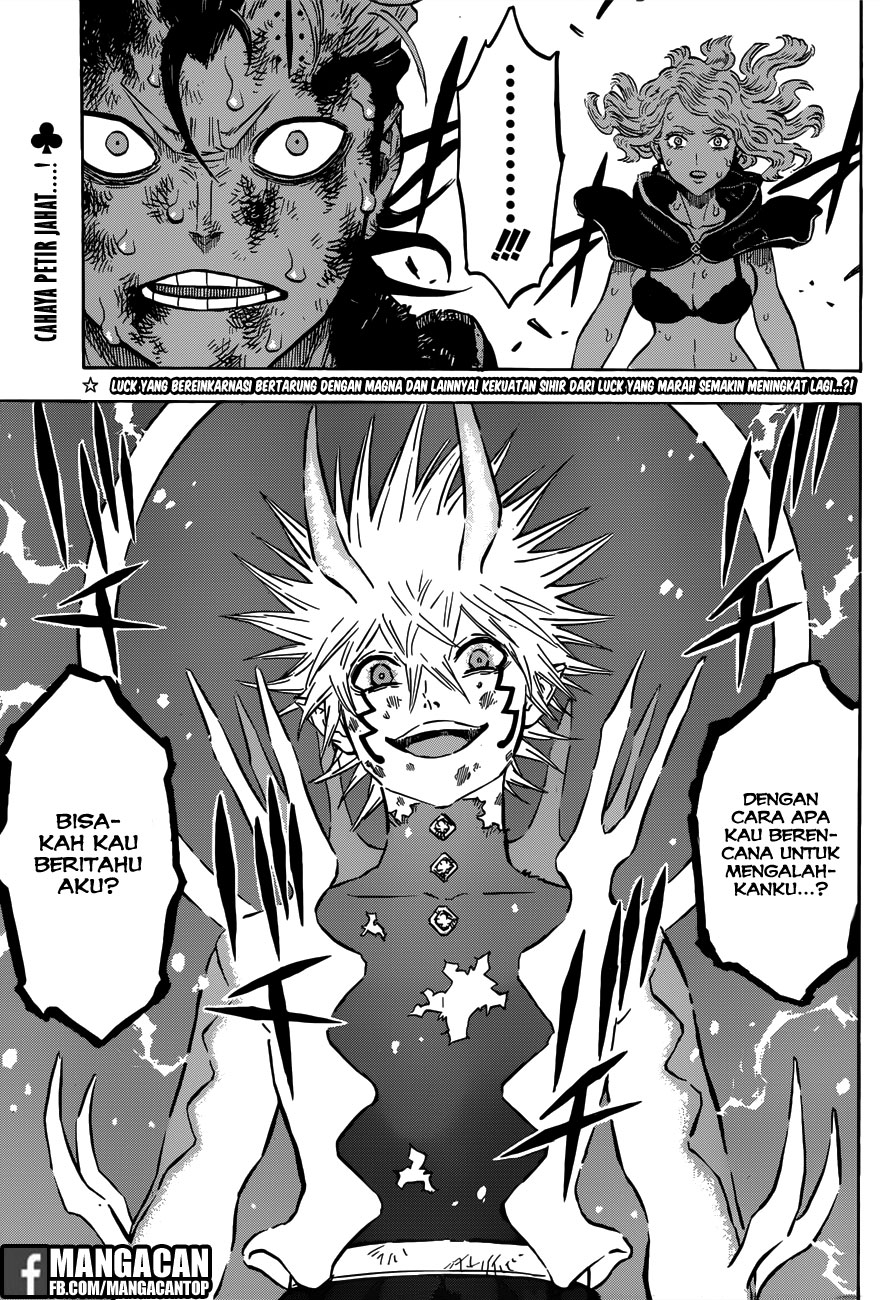 .............!!!
CAHAYA PETIR JAHAT.....!
☆ LUCK YANG BEREINKARNASI BERTARUNG DENGAN MAGNA DAN LAINNYA! KEKUATAN SIHIR DARI LUCK YANG MARAH SEMAKIN MENINGKAT LAGI...?!
DENGAN
CARA APA
KAU BEREN-
CANA UNTUK
MENGALAH-
KANKU...?
BISA-
KAH KAU
BERITAHU
AKU?
f MANGACAN
FB.COM/MANGACANTOP